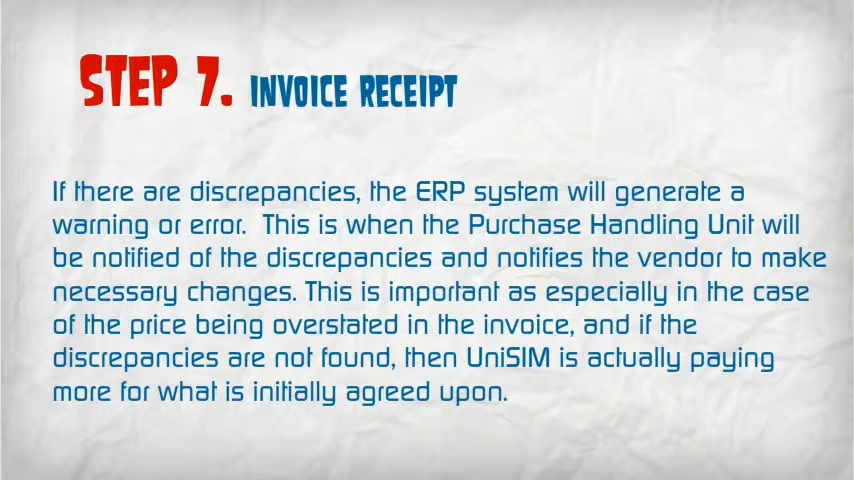 STEP 7. INVOICE RECEIPT
If there are discrepancies, the ERP system will generate a
warning or error.  This is when the Purchase Handling Unit will
be notified of the discrepancies and notifies the vendor to make
necessary changes. This is important as especially in the case
of the price being overstated in the invoice, and if the
discrepancies are not found, then UniSIM is actually paying
more for what is initially agreed upon.